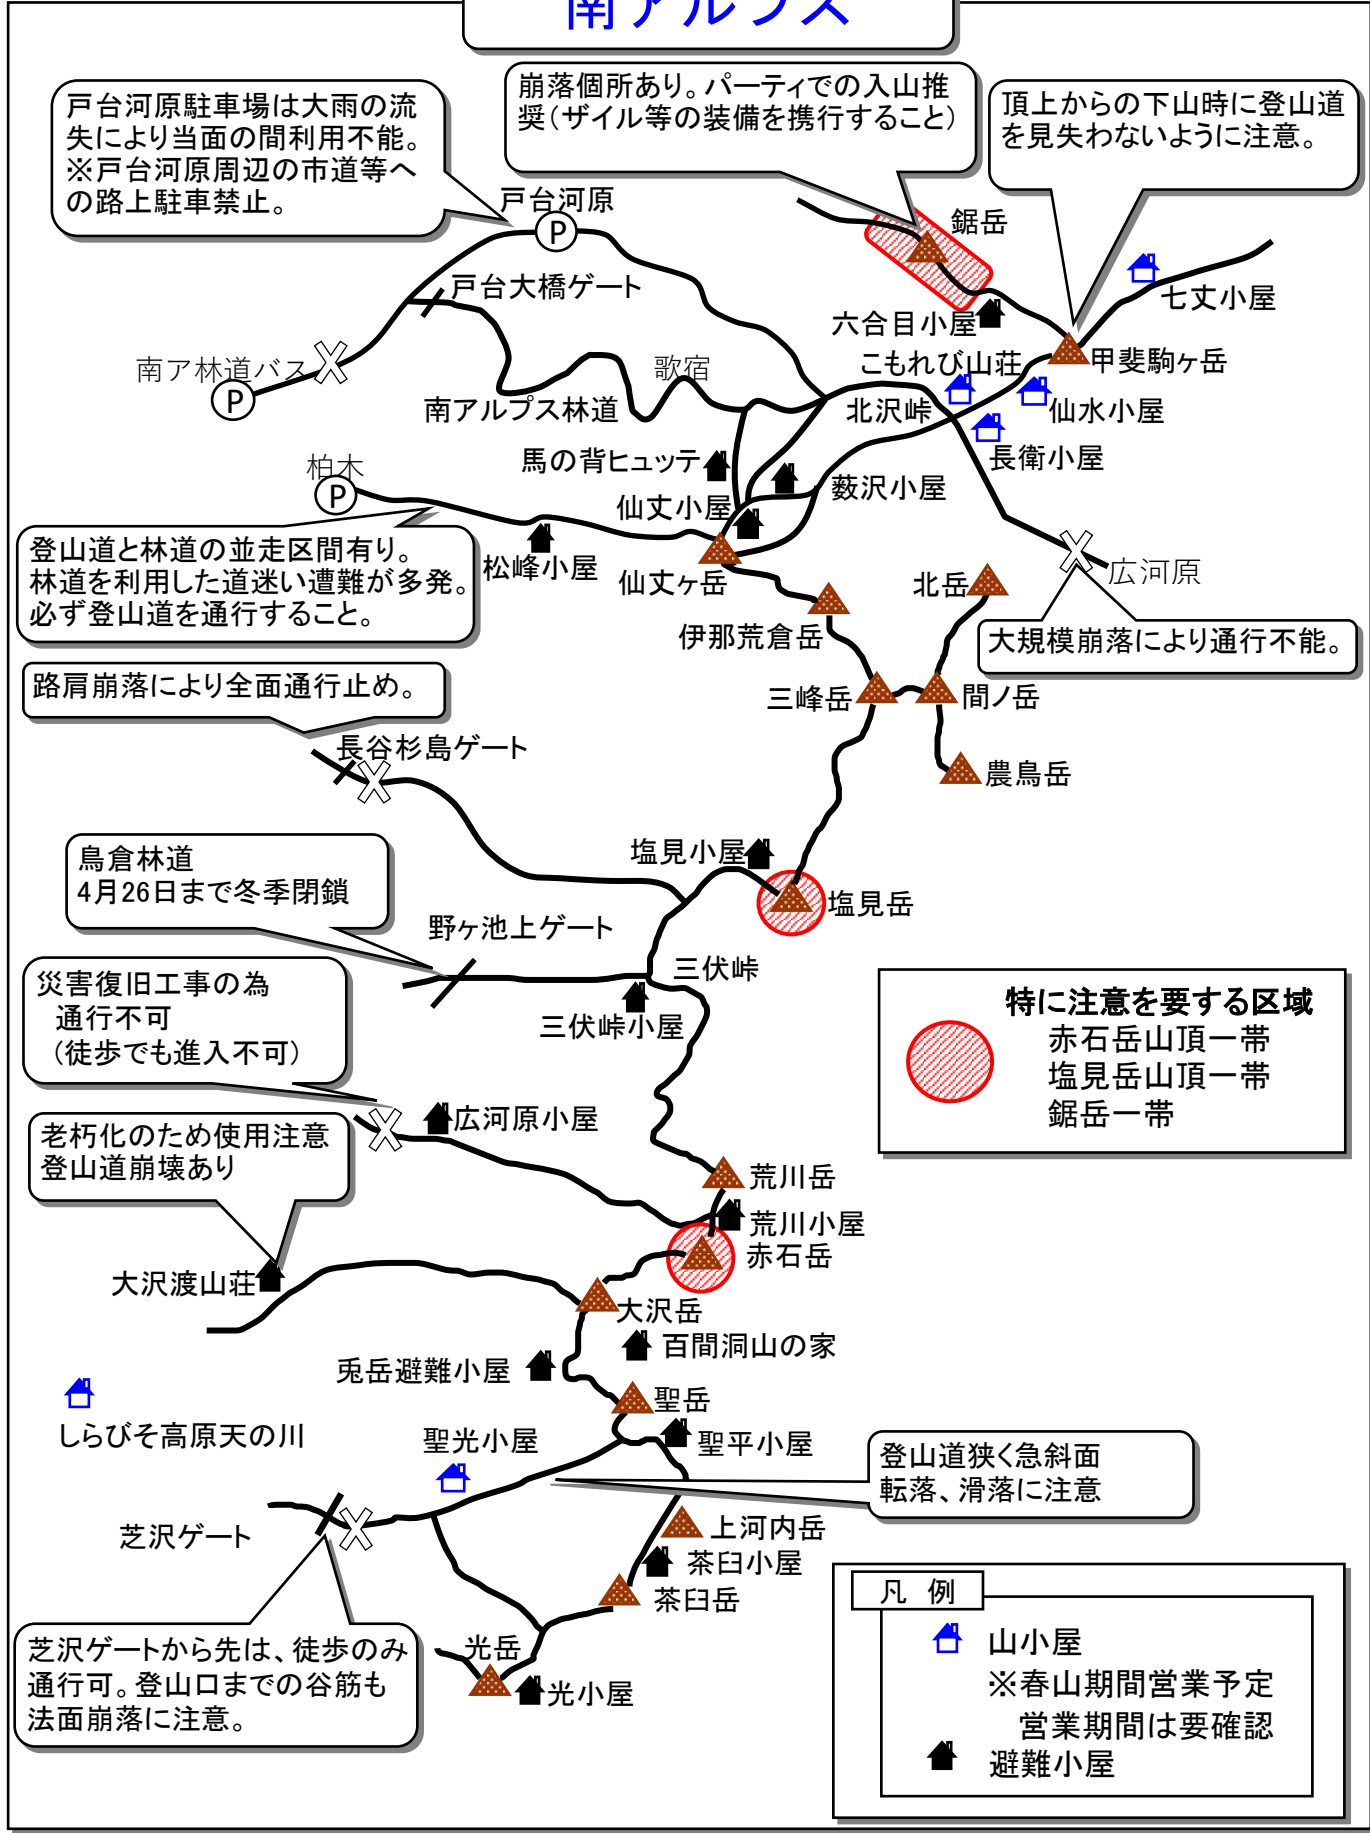 南アルプス
戸台河原駐車場は大雨の流
失により当面の間利用不能。
※戸台河原周辺の市道等へ
の路上駐車禁止。
崩落個所あり。パーティでの入山推
奨(ザイル等の装備を携行すること)
頂上からの下山時に登山道
を見失わないように注意。
戸台河原
P
鋸岳
戸台大橋ゲート
七丈小屋
六合目小屋
こもれび山荘
甲斐駒ヶ岳
南ア林道バス
P
歌宿
南アルプス林道
北沢峠
仙水小屋
長衛小屋
馬の背ヒュッテ
柏木
P
薮沢小屋
仙丈小屋
登山道と林道の並走区間有り。
林道を利用した道迷い遭難が多発。
必ず登山道を通行すること。
松峰小屋
仙丈ヶ岳
北岳
広河原
伊那荒倉岳
大規模崩落により通行不能。
路肩崩落により全面通行止め。
三峰岳
間ノ岳
長谷杉島ゲート
農鳥岳
鳥倉林道
4月26日まで冬季閉鎖
塩見小屋
塩見岳
野ヶ池上ゲート
三伏峠
災害復旧工事の為
通行不可
(徒歩でも進入不可)
三伏峠小屋
特に注意を要する区域
赤石岳山頂一帯
塩見岳山頂一帯
鋸岳一帯
広河原小屋
老朽化のため使用注意
登山道崩壊あり
荒川岳
荒川小屋
赤石岳
大沢渡山荘
大沢岳
百間洞山の家
兎岳避難小屋
聖岳
しらびそ高原天の川
聖光小屋
聖平小屋
登山道狭く急斜面
転落、滑落に注意
芝沢ゲート
上河内岳
茶臼小屋
茶臼岳
芝沢ゲートから先は、徒歩のみ
通行可。登山口までの谷筋も
法面崩落に注意。
光岳
光小屋
凡 例
山小屋
※春山期間営業予定
営業期間は要確認
避難小屋